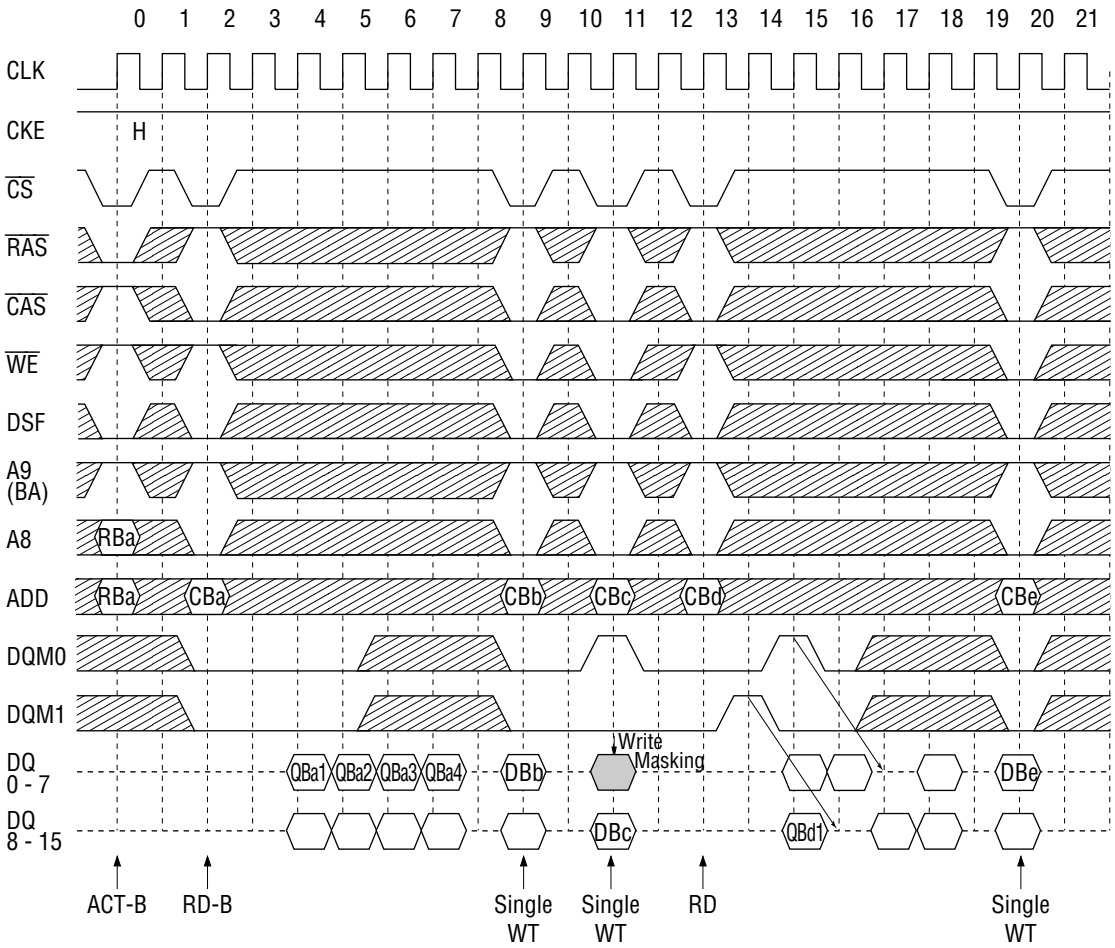 0 1 2 3 4 5 6 7 8 9 10 11 12 13 14 15 16 17 18 19 20 21
CLK
CKE H
CS
RAS
CAS
WE
DSF
A9
(BA)
A8 RBa
ADD RBa CBa CBb CBc CBd CBe
DQM0
DQM1
Write
Masking
DQ
0 - 7 QBa1 QBa2 QBa3 QBa4 DBb DBe
DQ
8 - 15 DBc QBd1
ACT-B RD-B Single Single RD Single
WT WT WT